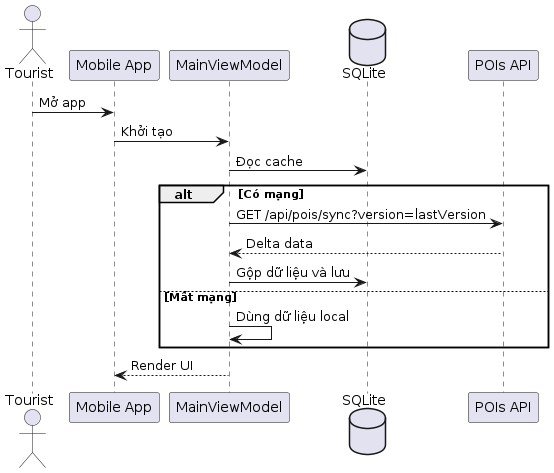 Tourist
Mobile App
MainViewModel
SQLite
POIs API
Mở app
Khởi tạo
Đọc cache
alt
[Có mạng]
GET /api/pois/sync?version=lastVersion
Delta data
Gộp dữ liệu và lưu
[Mất mạng]
Dùng dữ liệu local
Render UI
Tourist
Mobile App
MainViewModel
SQLite
POIs API